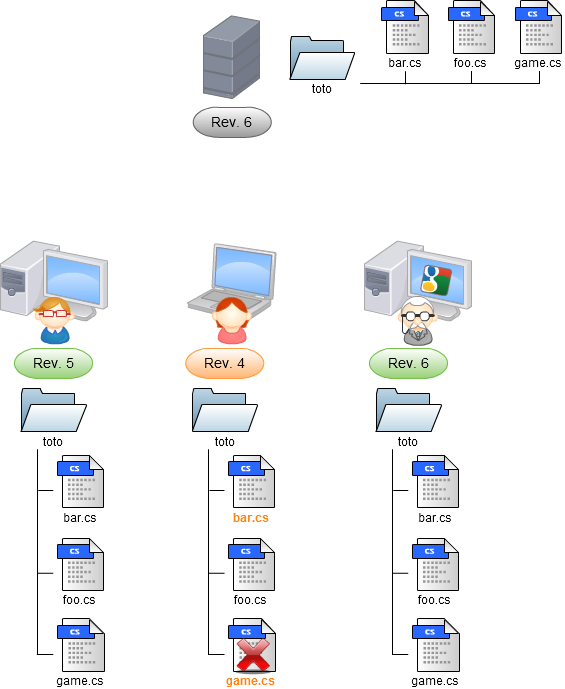 CS CS CS
bar.cs foo.cs game.cs
toto
Rev. 6
g
Rev. 5 Rev. 4 Rev. 6
toto toto toto
CS CS CS
bar.cs bar.cs bar.cs
CS CS CS
foo.cs foo.cs foo.cs
CS CS CS
game.cs game.cs game.cs